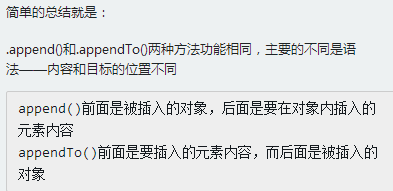 简单的总结就是：
.append()和.appendTo()两种方法功能相同，主要的不同是语
法——内容和目标的位置不同
append()前面是被插入的对象，后面是要在对象内插入的
元素内容
appendTo()前面是要插入的元素内容，而后面是被插入的
对象